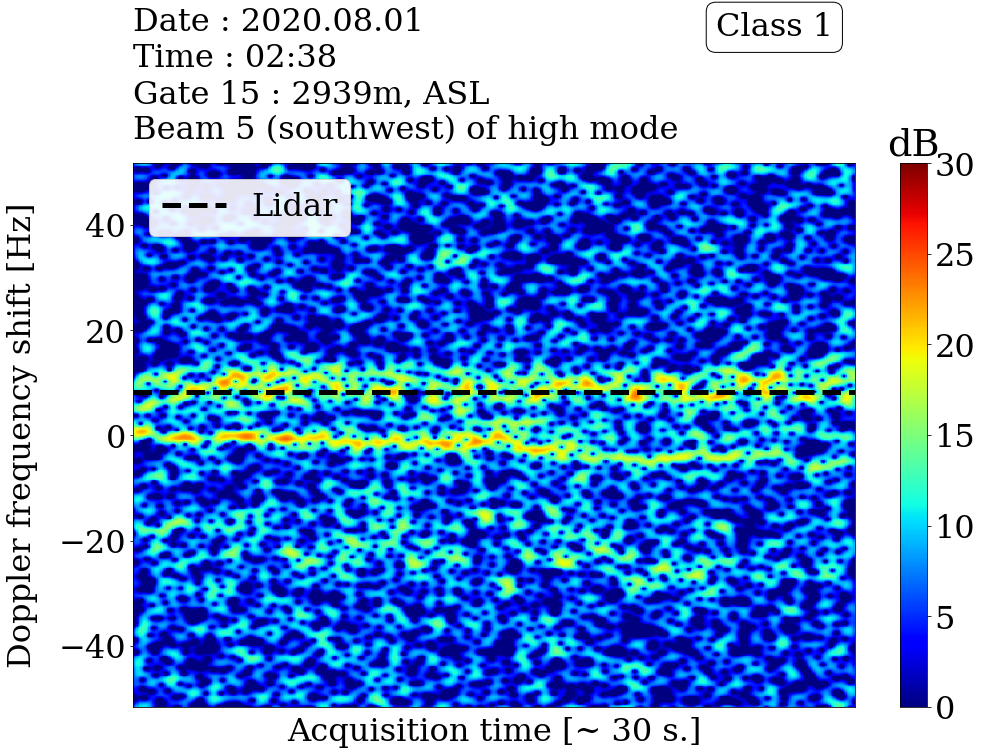 Date : 2020.08.01
Time : 02:38
Gate 15 : 2939m, ASL
Beam 5 (southwest) of high mode
Class 1
Lidar
Doppler frequency shift [Hz]
40
20
0
−20
−40
Acquisition time [~ 30 s.]
dB
30
25
20
15
10
5
0